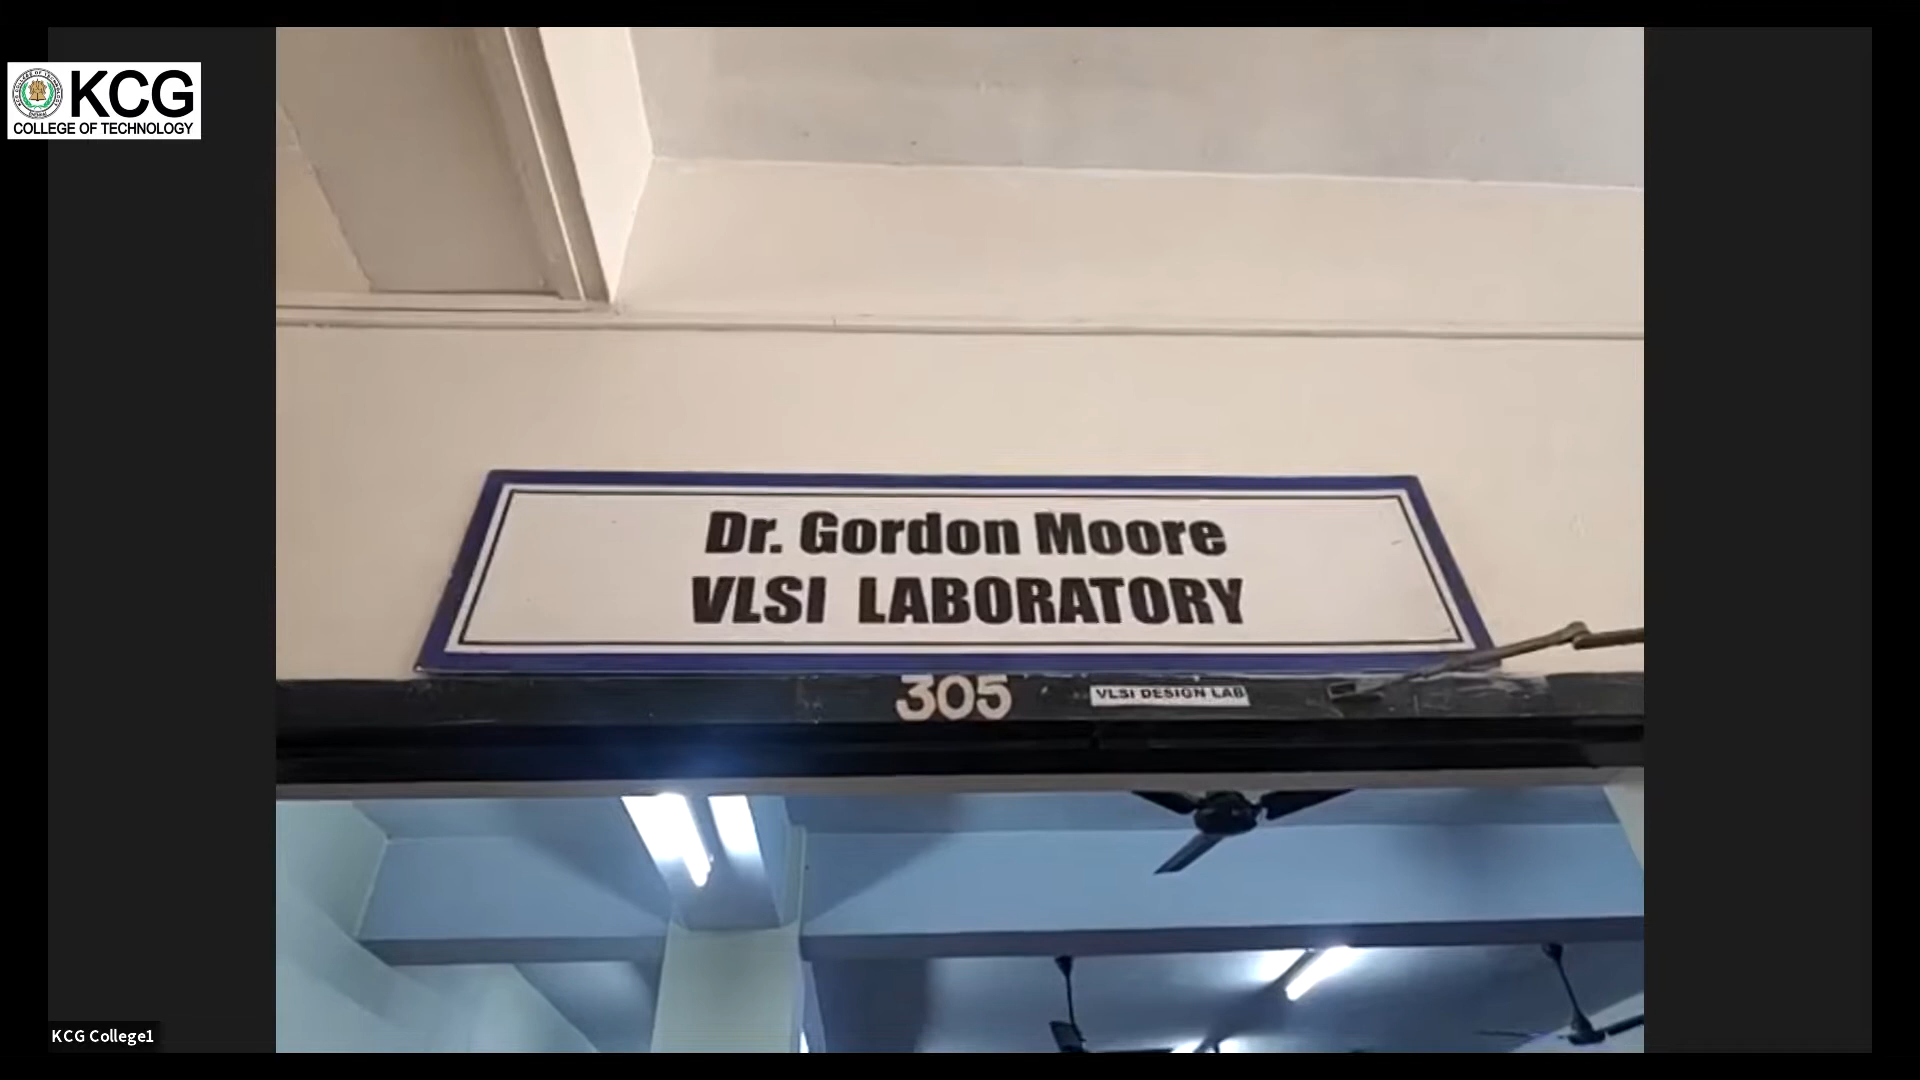 KCG
COLLEGE OF TECHNOLOGY
Dr. Gordon Moore
VLSI LABORATORY
305
VLSI DESIGN LAB
KCG College1